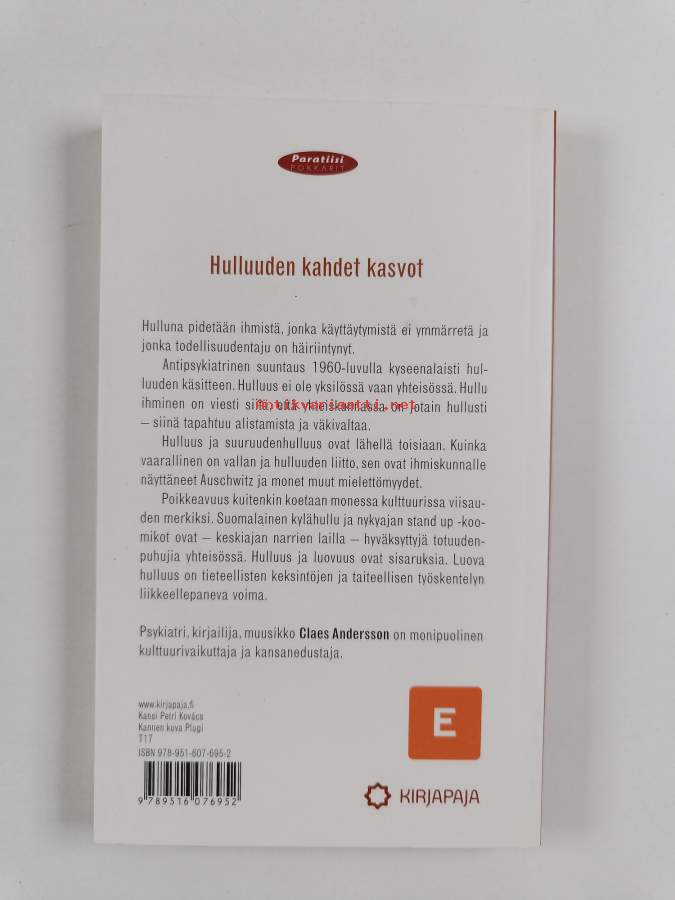 Paratiisi
POKKARIT
Hulluuden kahdet kasvot
Hulluna pidetään ihmistä, jonka käyttäytymistä ei ymmärretä ja
jonka todellisuudentaju on häiriintynyt.
Antipsykiatrinen suuntaus 1960-luvulla kyseenalaisti hul-
luuden käsitteen. Hulluus ei ole yksilössä vaan yhteisössä. Hullu
ihminen on viesti siitä, että yhteiskunnassa on jotain hullusti
– siinä tapahtuu alistamista ja väkivaltaa.
Hulluus ja suuruudenhulluus ovat lähellä toisiaan. Kuinka
vaarallinen on vallan ja hulluuden liitto, sen ovat ihmiskunnalle
näyttäneet Auschwitz ja monet muut mielettömyydet.
Poikkeavuus kuitenkin koetaan monessa kulttuurissa viisau-
den merkiksi. Suomalainen kylähullu ja nykyajan stand up -koo-
mikot ovat – keskiajan narrien lailla – hyväksyttyjä totuuden-
puhujia yhteisössä. Hulluus ja luovuus ovat sisaruksia. Luova
hulluus on tieteellisten keksintöjen ja taiteellisen työskentelyn
liikkeellepaneva voima.
Psykiatri, kirjailija, muusikko Claes Andersson on monipuolinen
kulttuurivaikuttaja ja kansanedustaja.
www.kirjapaja.fi
Kansi Petri Kovács
Kannen kuva Plugi
T17
ISBN 978-951-607-695-2
9 789516 076952
E
KIRJAPAJA
antikvariaatti.net